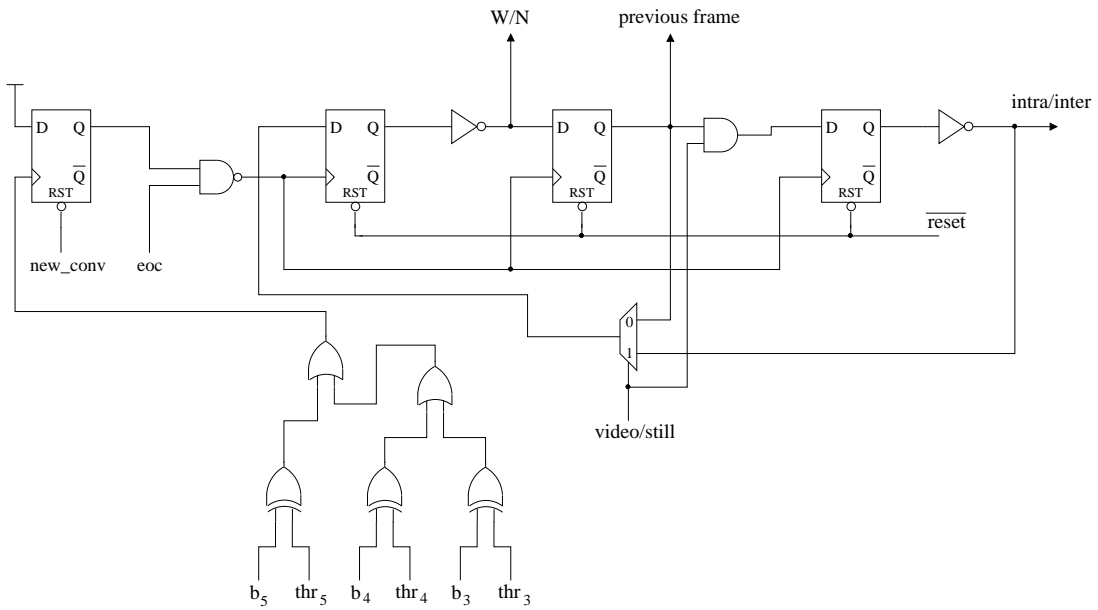 W/N
previous frame
intra/inter
D Q
Q
RST
D Q
Q
RST
D Q
Q
RST
D Q
Q
RST
reset
new_conv
eoc
0
1
video/still
b5
thr5
b4
thr4
b3
thr3